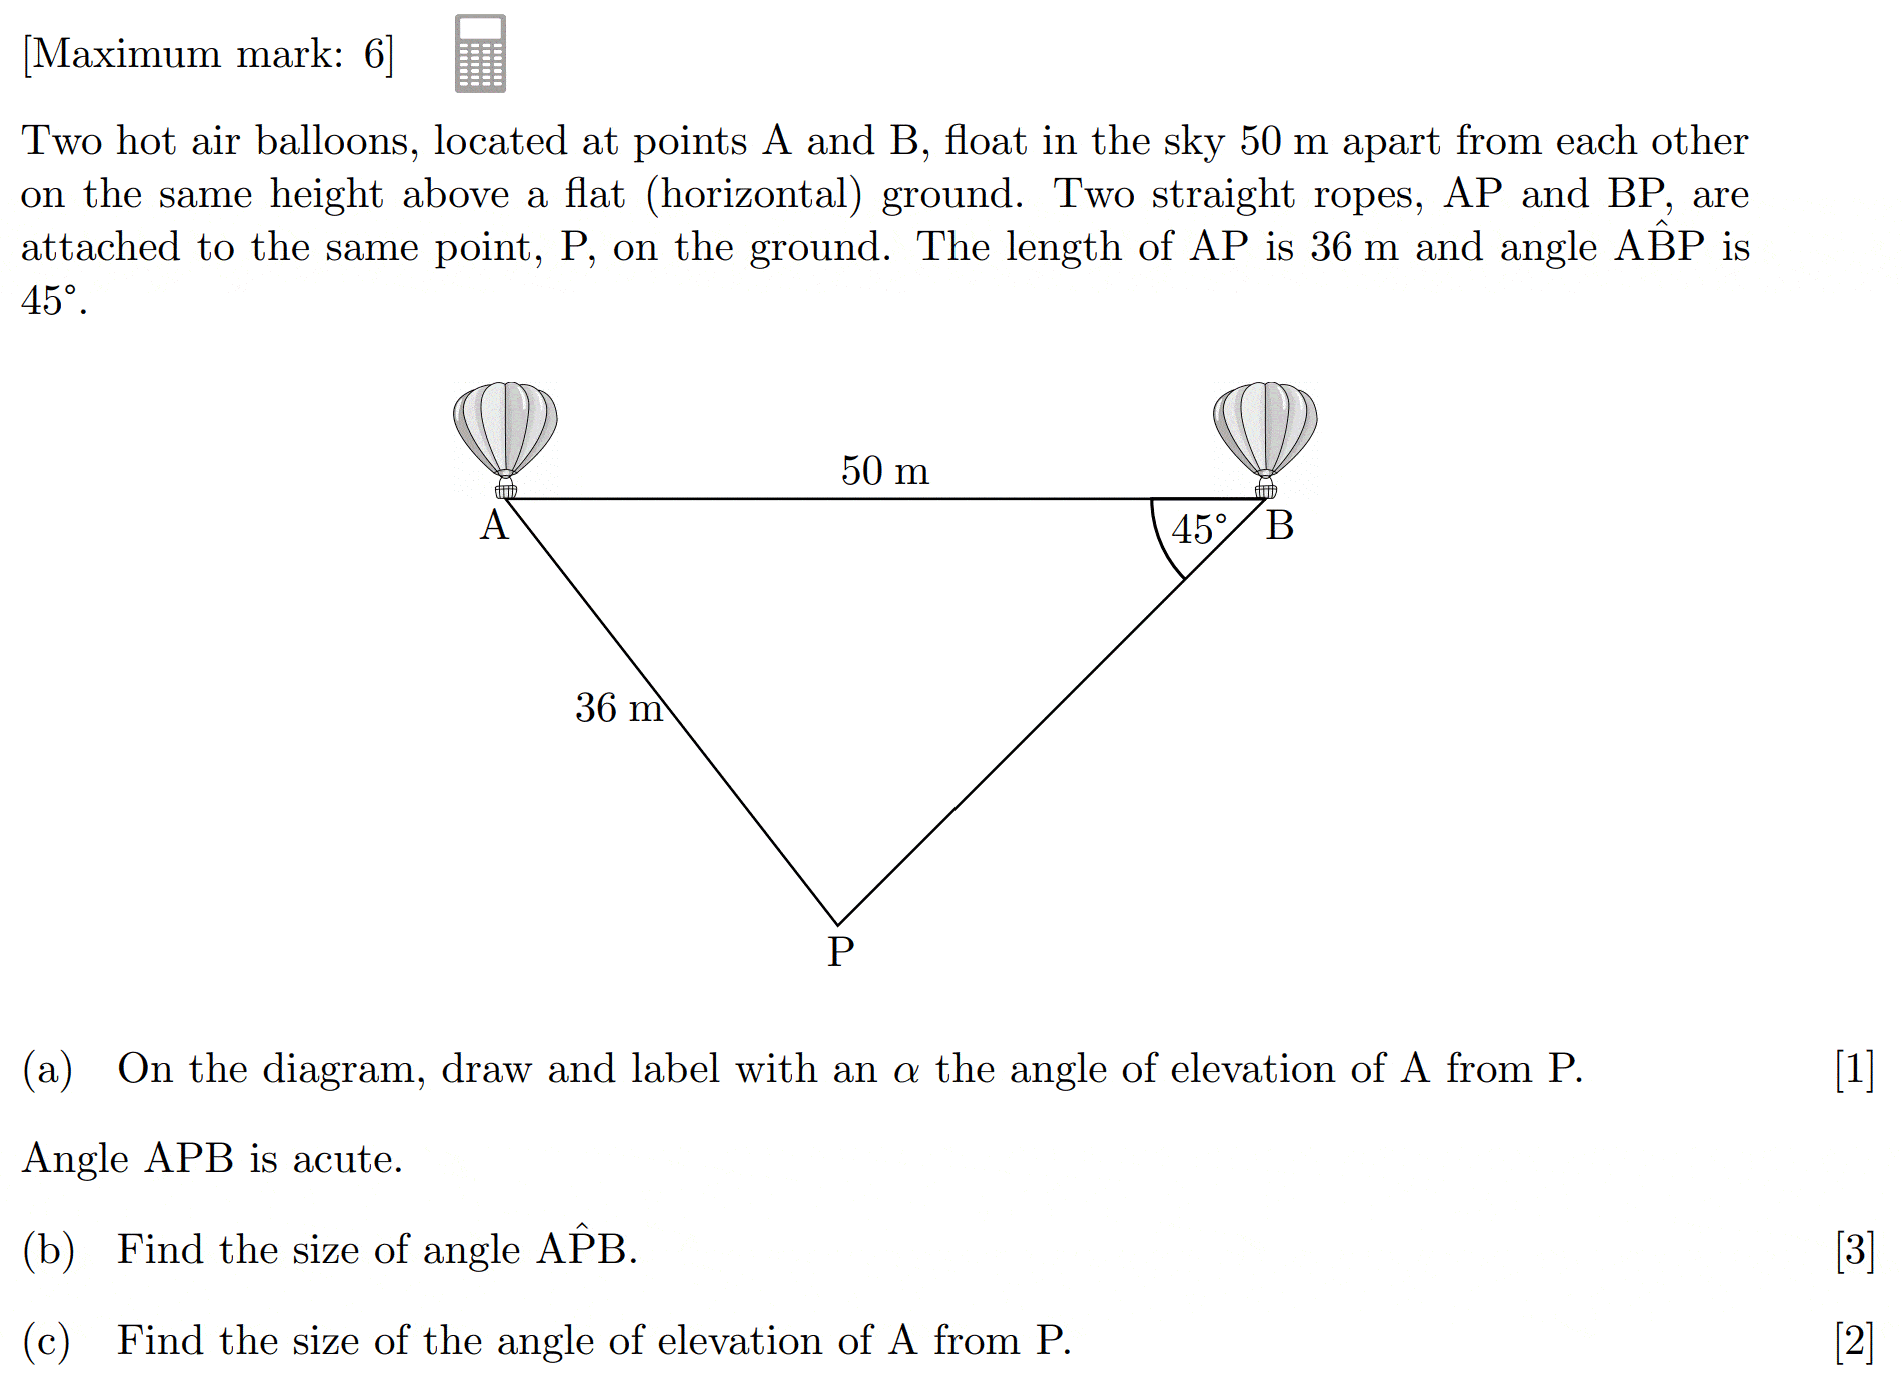 [Maximum mark: 6]
Two hot air balloons, located at points A and B, float in the sky 50 m apart from each other
on the same height above a flat (horizontal) ground. Two straight ropes, AP and BP, are
attached to the same point, P, on the ground. The length of AP is 36 m and angle AB̂P is
45°.
50 m
A
45°
B
36 m
P
(a) On the diagram, draw and label with an α the angle of elevation of A from P. [1]
Angle APB is acute.
(b) Find the size of angle AP̂B. [3]
(c) Find the size of the angle of elevation of A from P. [2]